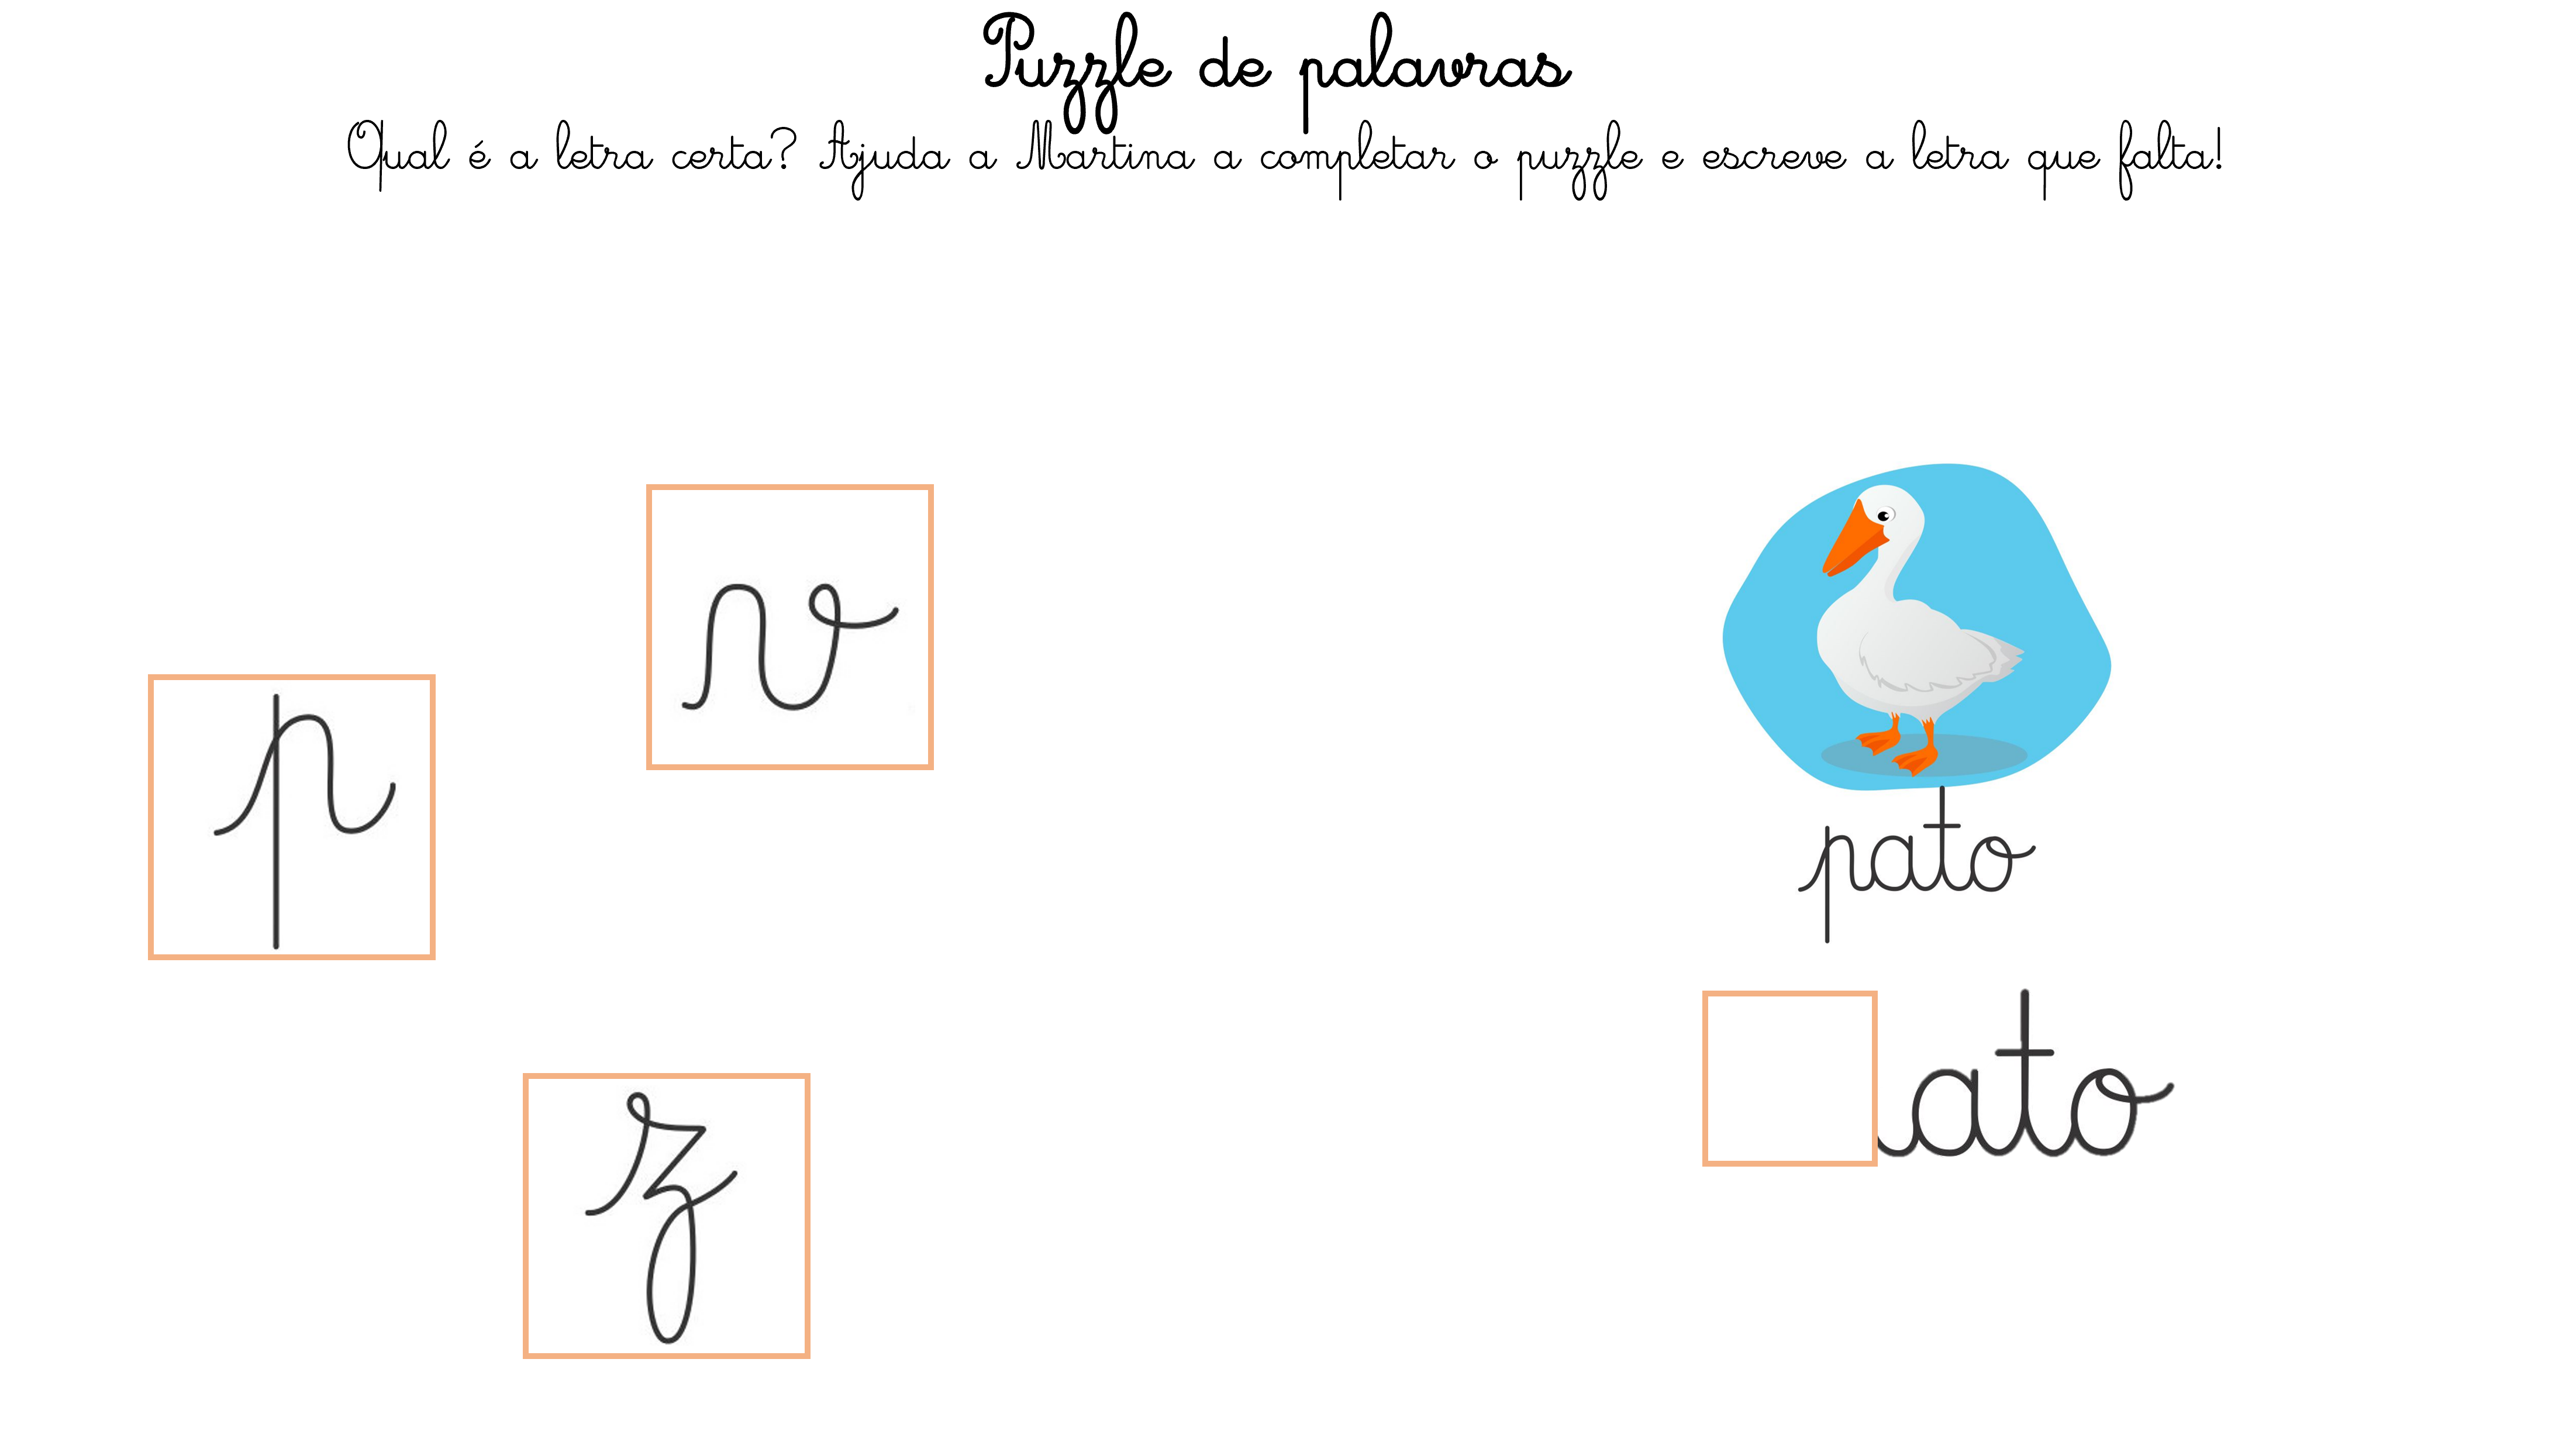 Puzzle de palavras
Qual é a letra certa? Ajuda a Martina a completar o puzzle e escreve a letra que falta!
v
p
pato
ato
z